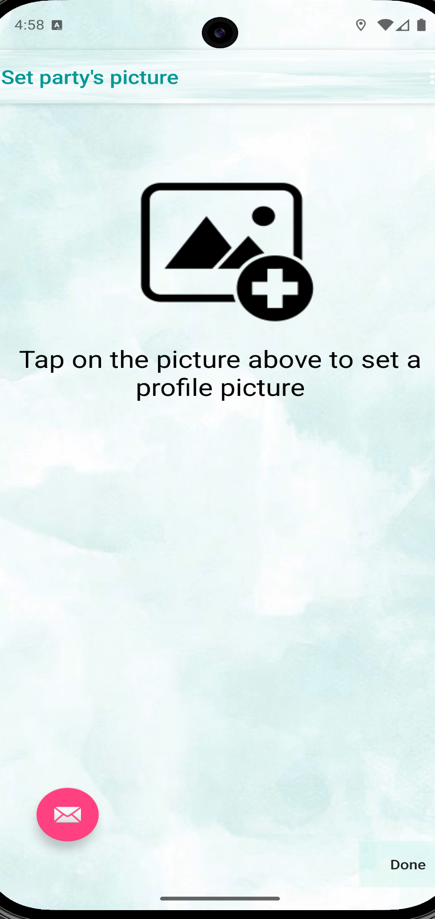 4:58 A
Set party's picture
Tap on the picture above to set a
profile picture
Done